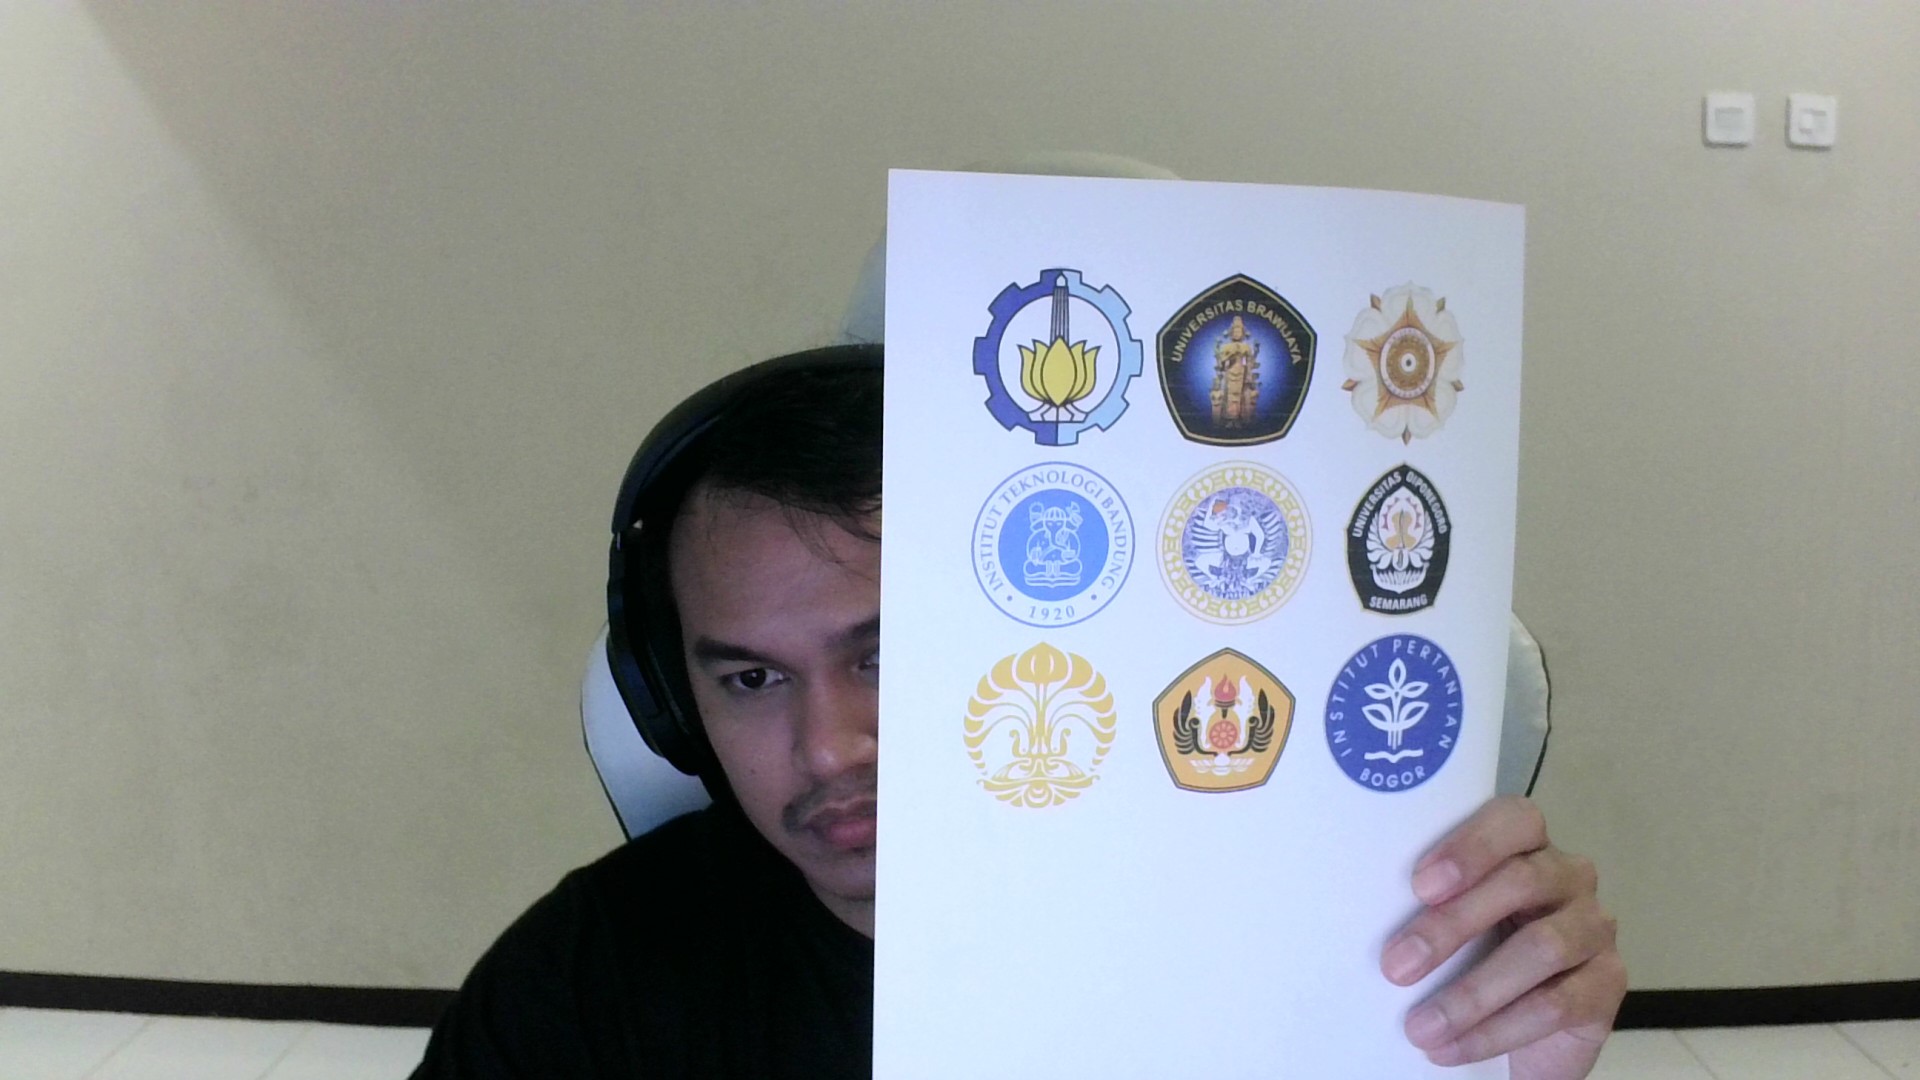 UNIVERSITAS BRAWIJAYA
INSTITUT TEKNOLOGI BANDUNG
• 1920 •
UNIVERSITAS DIPONEGORO
SEMARANG
INSTITUT PERTANIAN
BOGOR